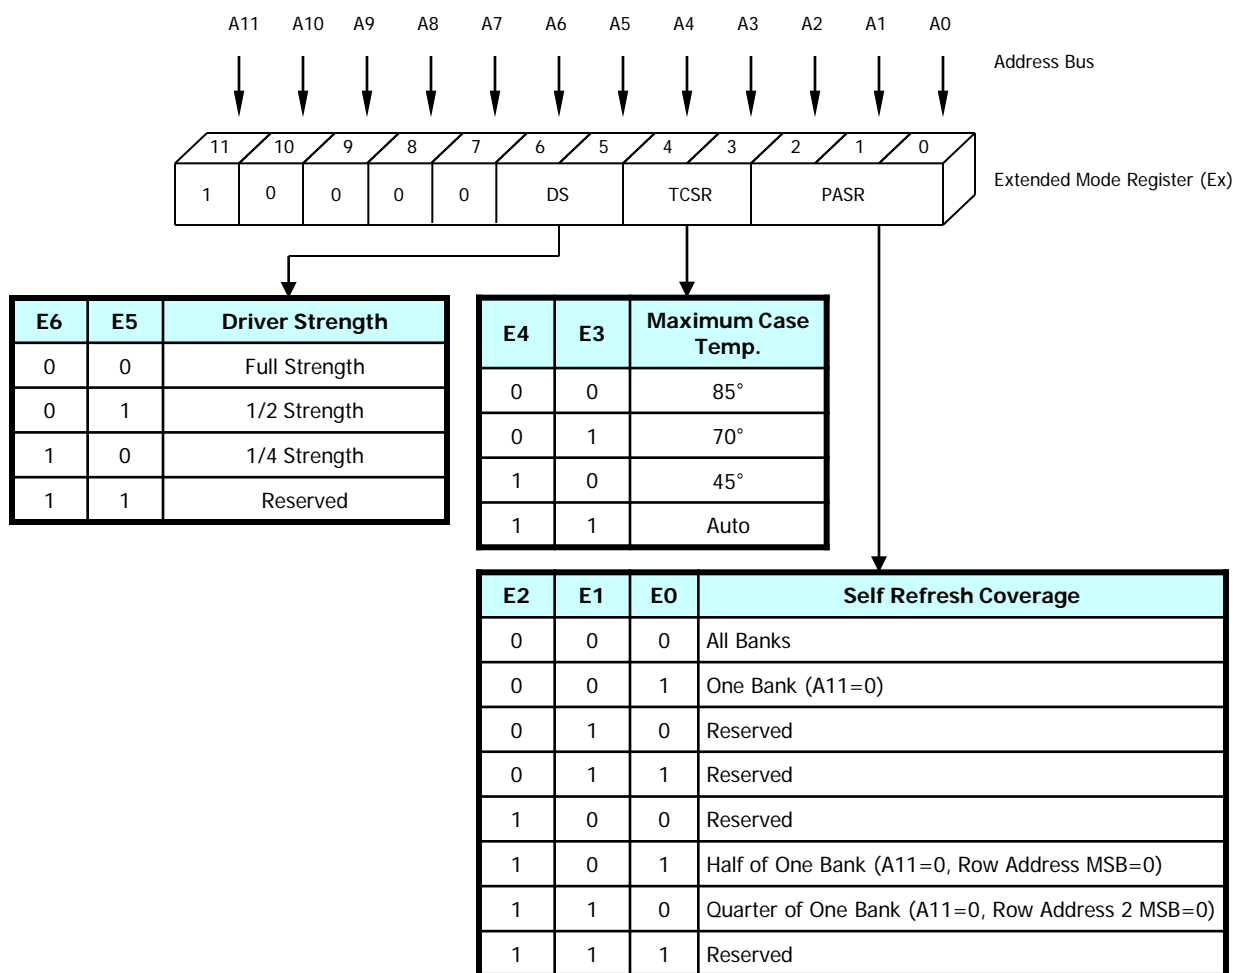 A11 A10 A9 A8 A7 A6 A5 A4 A3 A2 A1 A0
Address Bus
11 10 9 8 7 6 5 4 3 2 1 0
Extended Mode Register (Ex)
1 0 0 0 0 DS TCSR PASR
E6 E5 Driver Strength
0 0 Full Strength
0 1 1/2 Strength
1 0 1/4 Strength
1 1 Reserved
E4 E3 Maximum Case
Temp.
0 0 85°
0 1 70°
1 0 45°
1 1 Auto
E2 E1 E0 Self Refresh Coverage
0 0 0 All Banks
0 0 1 One Bank (A11=0)
0 1 0 Reserved
0 1 1 Reserved
1 0 0 Reserved
1 0 1 Half of One Bank (A11=0, Row Address MSB=0)
1 1 0 Quarter of One Bank (A11=0, Row Address 2 MSB=0)
1 1 1 Reserved